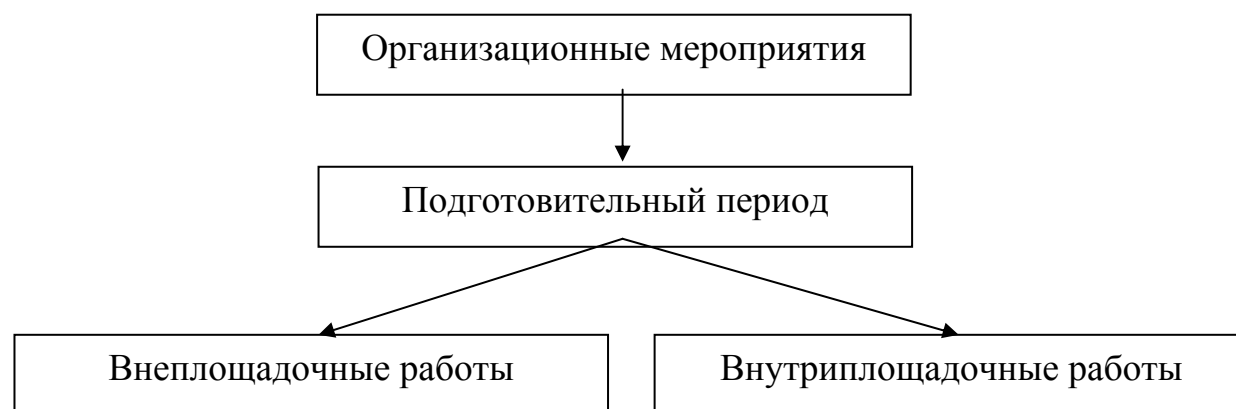 Организационные мероприятия
Подготовительный период
Внеплощадочные работы
Внутриплощадочные работы